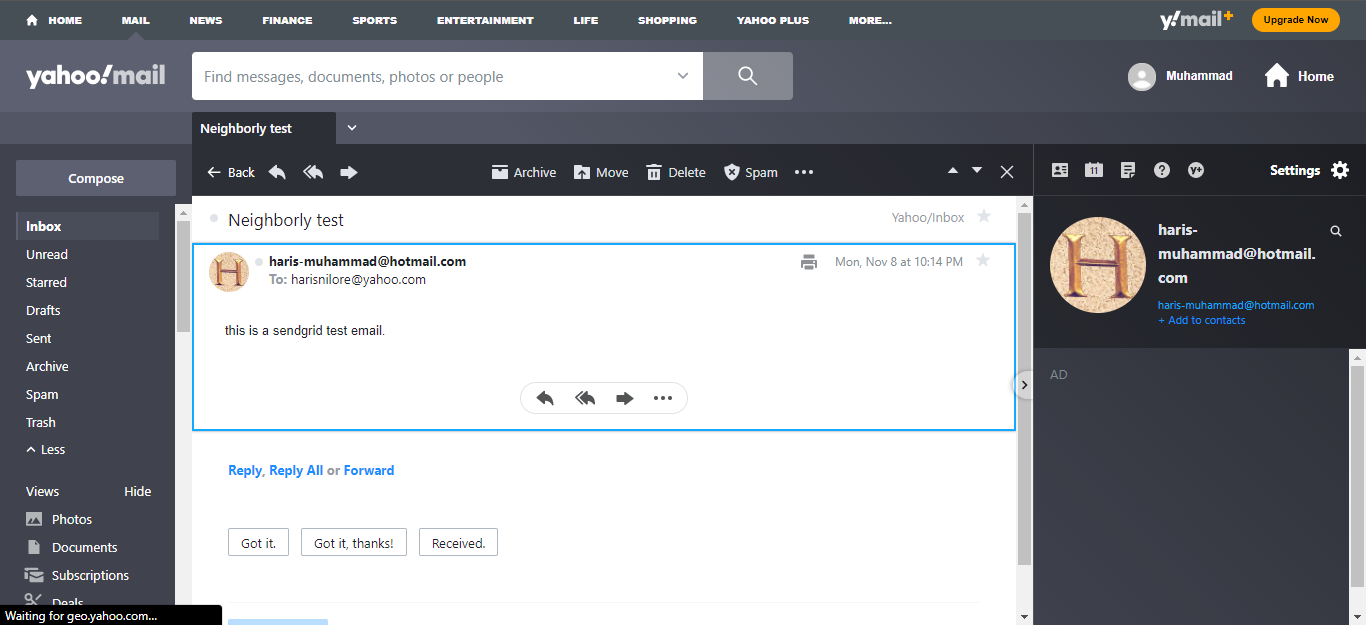 HOME MAIL NEWS FINANCE SPORTS ENTERTAINMENT LIFE SHOPPING YAHOO PLUS MORE... y!mail+ Upgrade Now
yahoo!mail Find messages, documents, photos or people Muhammad Home
Neighborly test
Compose
Back Archive Move Delete Spam 11 y+ Settings
Inbox
Unread
Starred
Drafts
Sent
Archive
Spam
Trash
Less
Views Hide
Photos
Documents
Subscriptions
Deals
Neighborly test Yahoo/Inbox
H haris-muhammad@hotmail.com Mon, Nov 8 at 10:14 PM
To: harisnilore@yahoo.com
this is a sendgrid test email.
Reply, Reply All or Forward
Got it. Got it, thanks! Received.
H
haris-
muhammad@hotmail.
com
haris-muhammad@hotmail.com
+ Add to contacts
AD
Waiting for geo.yahoo.com...